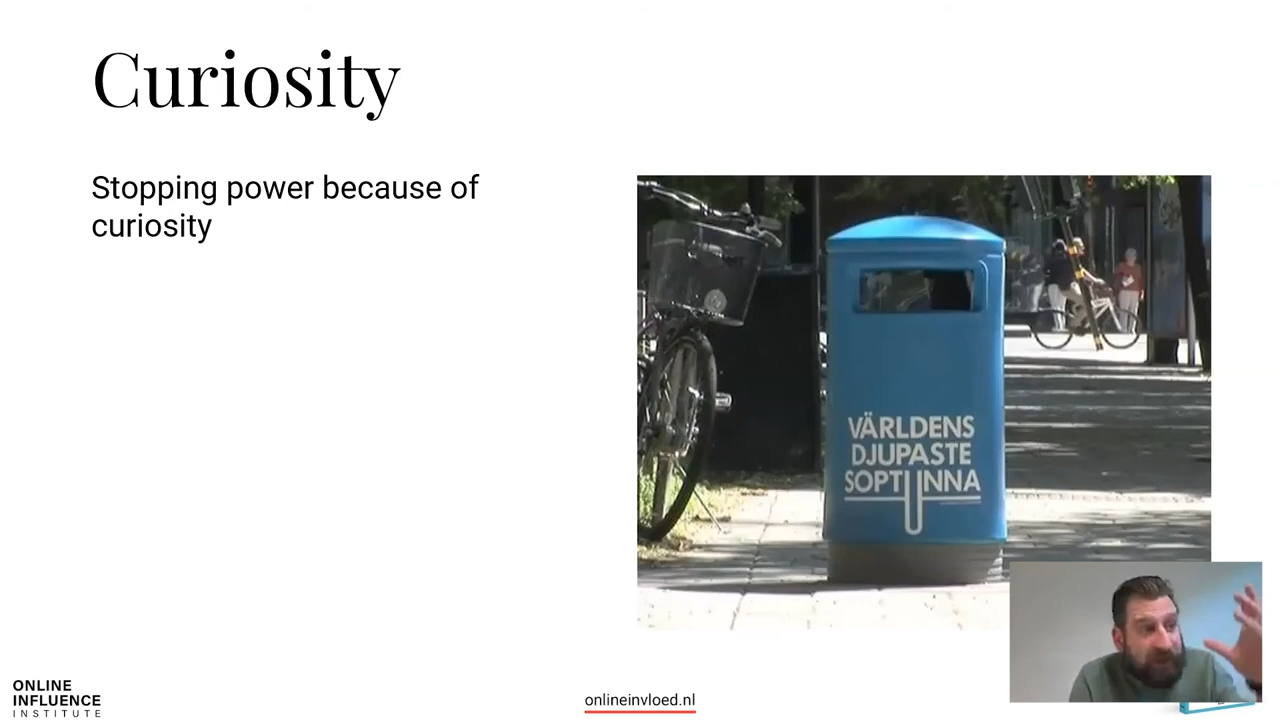 Curiosity
Stopping power because of
curiosity
VÄRLDENS
DJUPASTE
SOPTUNNA
ONLINE
INFLUENCE
INSTITUTE
onlineinvloed.nl